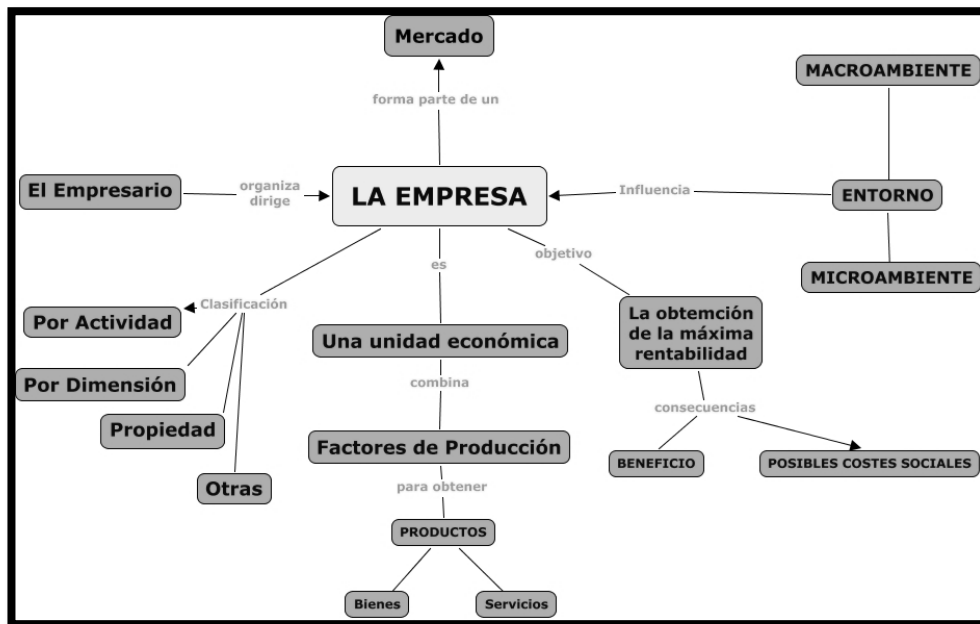 Mercado
MACROAMBIENTE
forma parte de un
El Empresario
organiza
dirige
LA EMPRESA
Influencia
ENTORNO
es
objetivo
MICROAMBIENTE
Clasificación
Por Actividad
Una unidad económica
La obtemción
de la máxima
rentabilidad
Por Dimensión
combina
consecuencias
Propiedad
Factores de Producción
BENEFICIO
POSIBLES COSTES SOCIALES
Otras
para obtener
PRODUCTOS
Bienes
Servicios